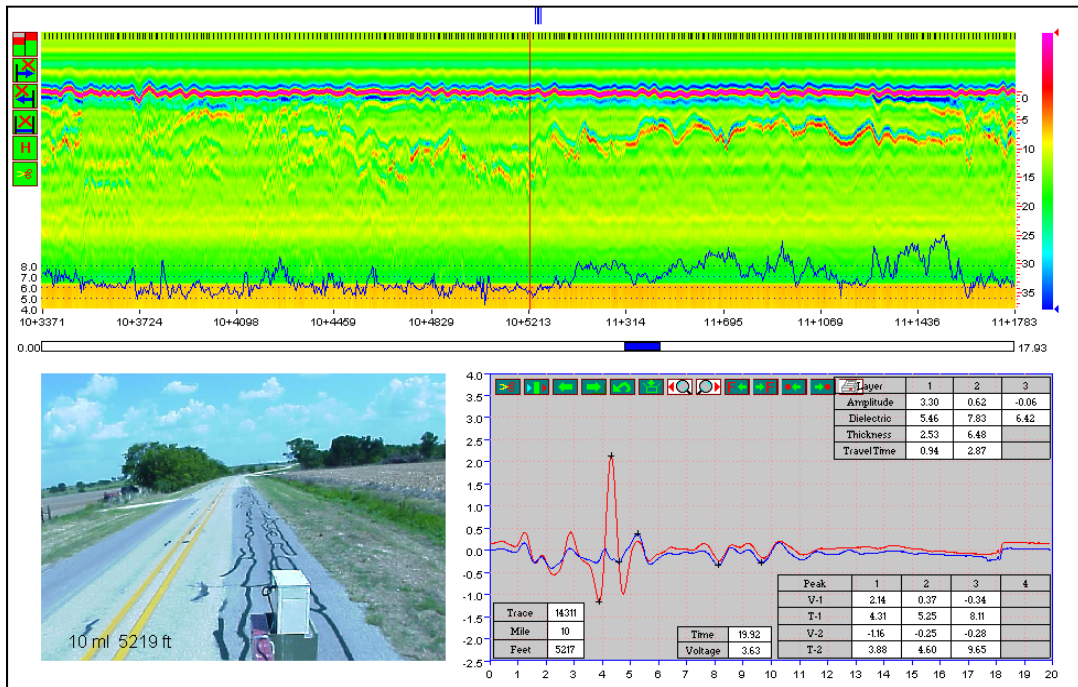 0
5
10
15
20
25
30
35
H
8.0
7.0
6.0
5.0
4.0
10+3371 10+3724 10+4098 10+4459 10+4829 10+5213 11+314 11+695 11+1069 11+1436 11+1783
0.00 17.93
10 ml 5219 ft
4.0
3.5
3.0
2.5
2.0
1.5
1.0
0.5
0.0
-0.5
-1.0
-1.5
-2.0
-2.5
F F
Layer 1 2 3
Amplitude 3.30 0.62 -0.06
Dielectric 5.46 7.83 6.42
Thickness 2.53 6.48
Travel Time 0.94 2.87
Trace 14311
Mile 10
Feet 5217
Time 19.92
Voltage 3.63
Peak 1 2 3 4
V-1 2.14 0.37 -0.34
T-1 4.31 5.25 8.11
V-2 -1.16 -0.25 -0.28
T-2 3.88 4.60 9.65
0 1 2 3 4 5 6 7 8 9 10 11 12 13 14 15 16 17 18 19 20